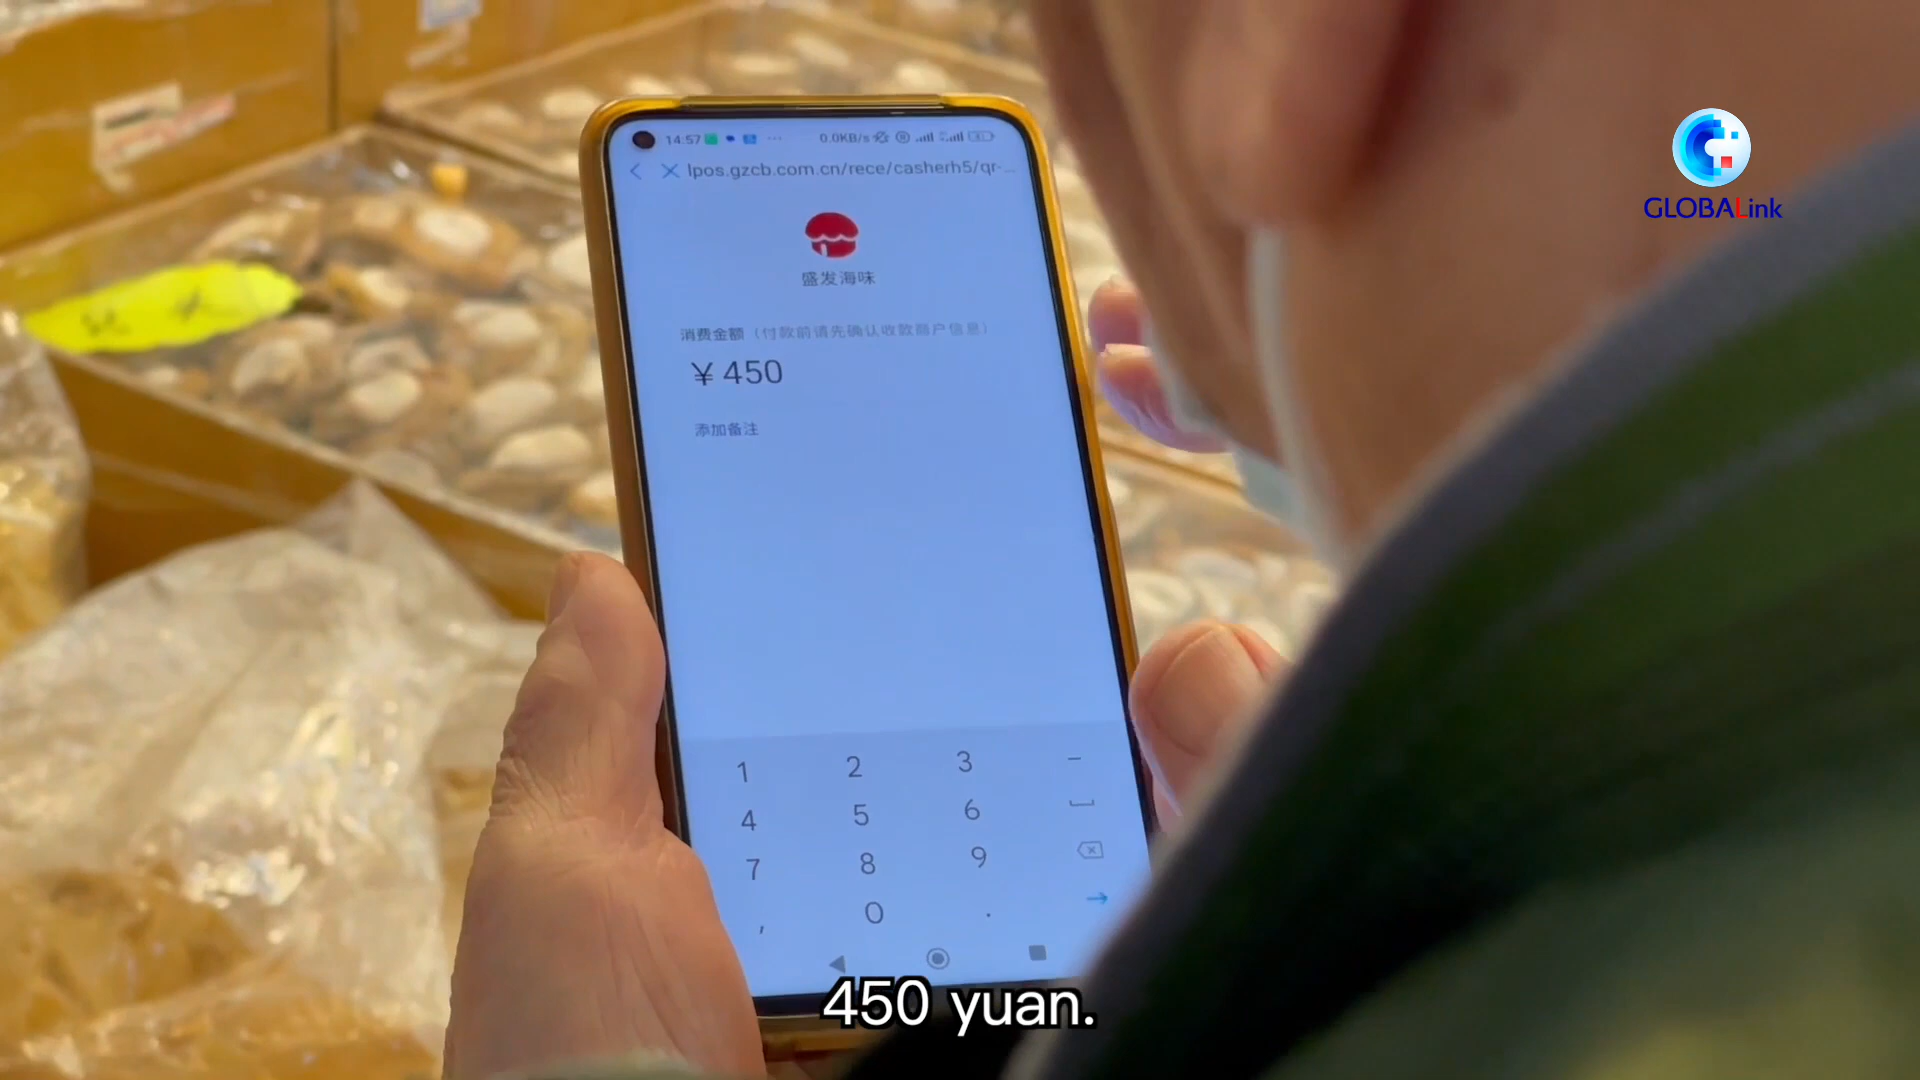 14:57 ··· 0.0KB/s
lpos.gzcb.com.cn/rece/casherh5/qr-...
盛发海味
消费金额（付款前请先确认收款商户信息）
¥ 450
添加备注
1 2 3 -
4 5 6
7 8 9
, 0 .
GLOBALink
450 yuan.